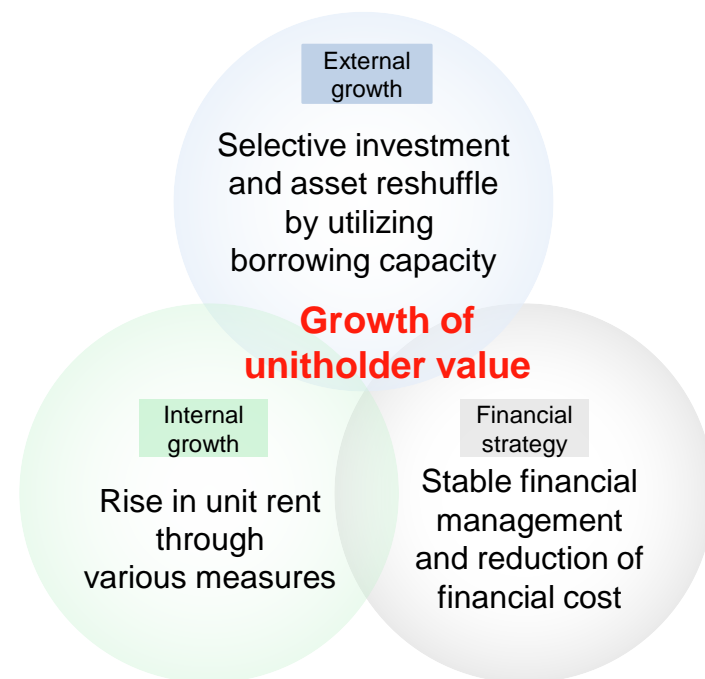 External
growth
Selective investment
and asset reshuffle
by utilizing
borrowing capacity
Growth of
unitholder value
Internal
growth
Rise in unit rent
through
various measures
Financial
strategy
Stable financial
management
and reduction of
financial cost